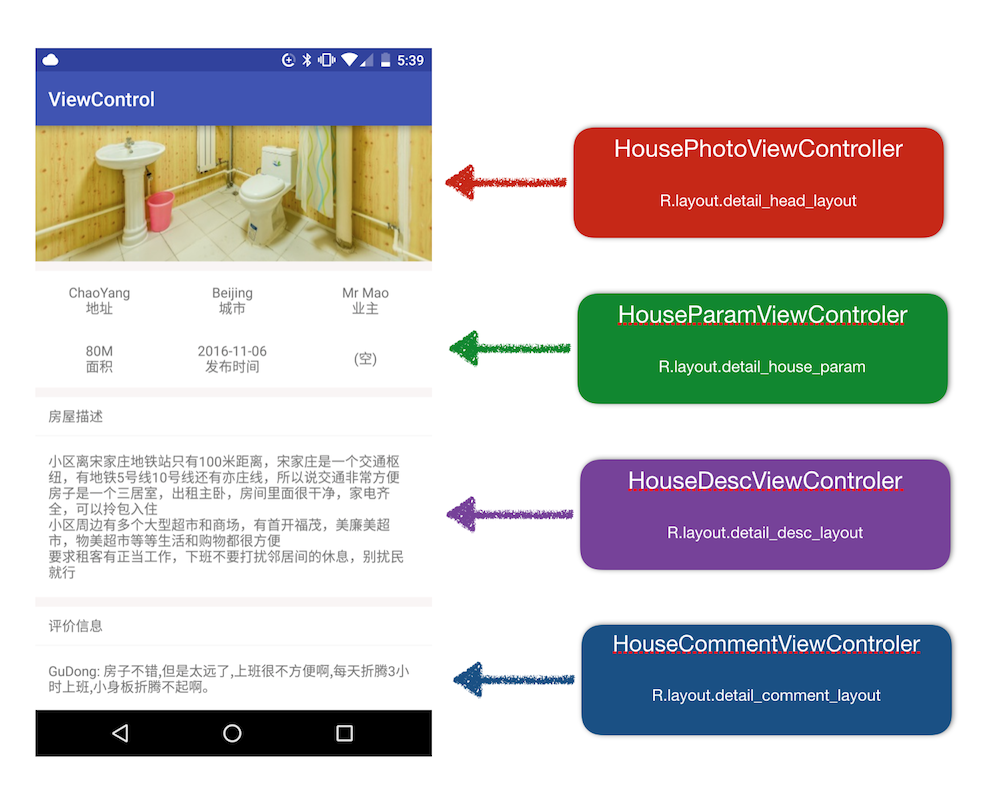 5:39
ViewControl
HousePhotoViewController
R.layout.detail_head_layout
ChaoYang
地址
Beijing
城市
Mr Mao
业主
80M
面积
2016-11-06
发布时间
(空)
HouseParamViewControler
R.layout.detail_house_param
房屋描述
小区离宋家庄地铁站只有100米距离，宋家庄是一个交通枢
纽，有地铁5号线10号线还有亦庄线，所以说交通非常方便
房子是一个三居室，出租主卧，房间里面很干净，家电齐
全，可以拎包入住
小区周边有多个大型超市和商场，有首开福茂，美廉美超
市，物美超市等等生活和购物都很方便
要求租客有正当工作，下班不要打扰邻居间的休息，别扰民
就行
HouseDescViewControler
R.layout.detail_desc_layout
评价信息
GuDong: 房子不错,但是太远了,上班很不方便啊,每天折腾3小
时上班,小身板折腾不起啊。
HouseCommentViewControler
R.layout.detail_comment_layout